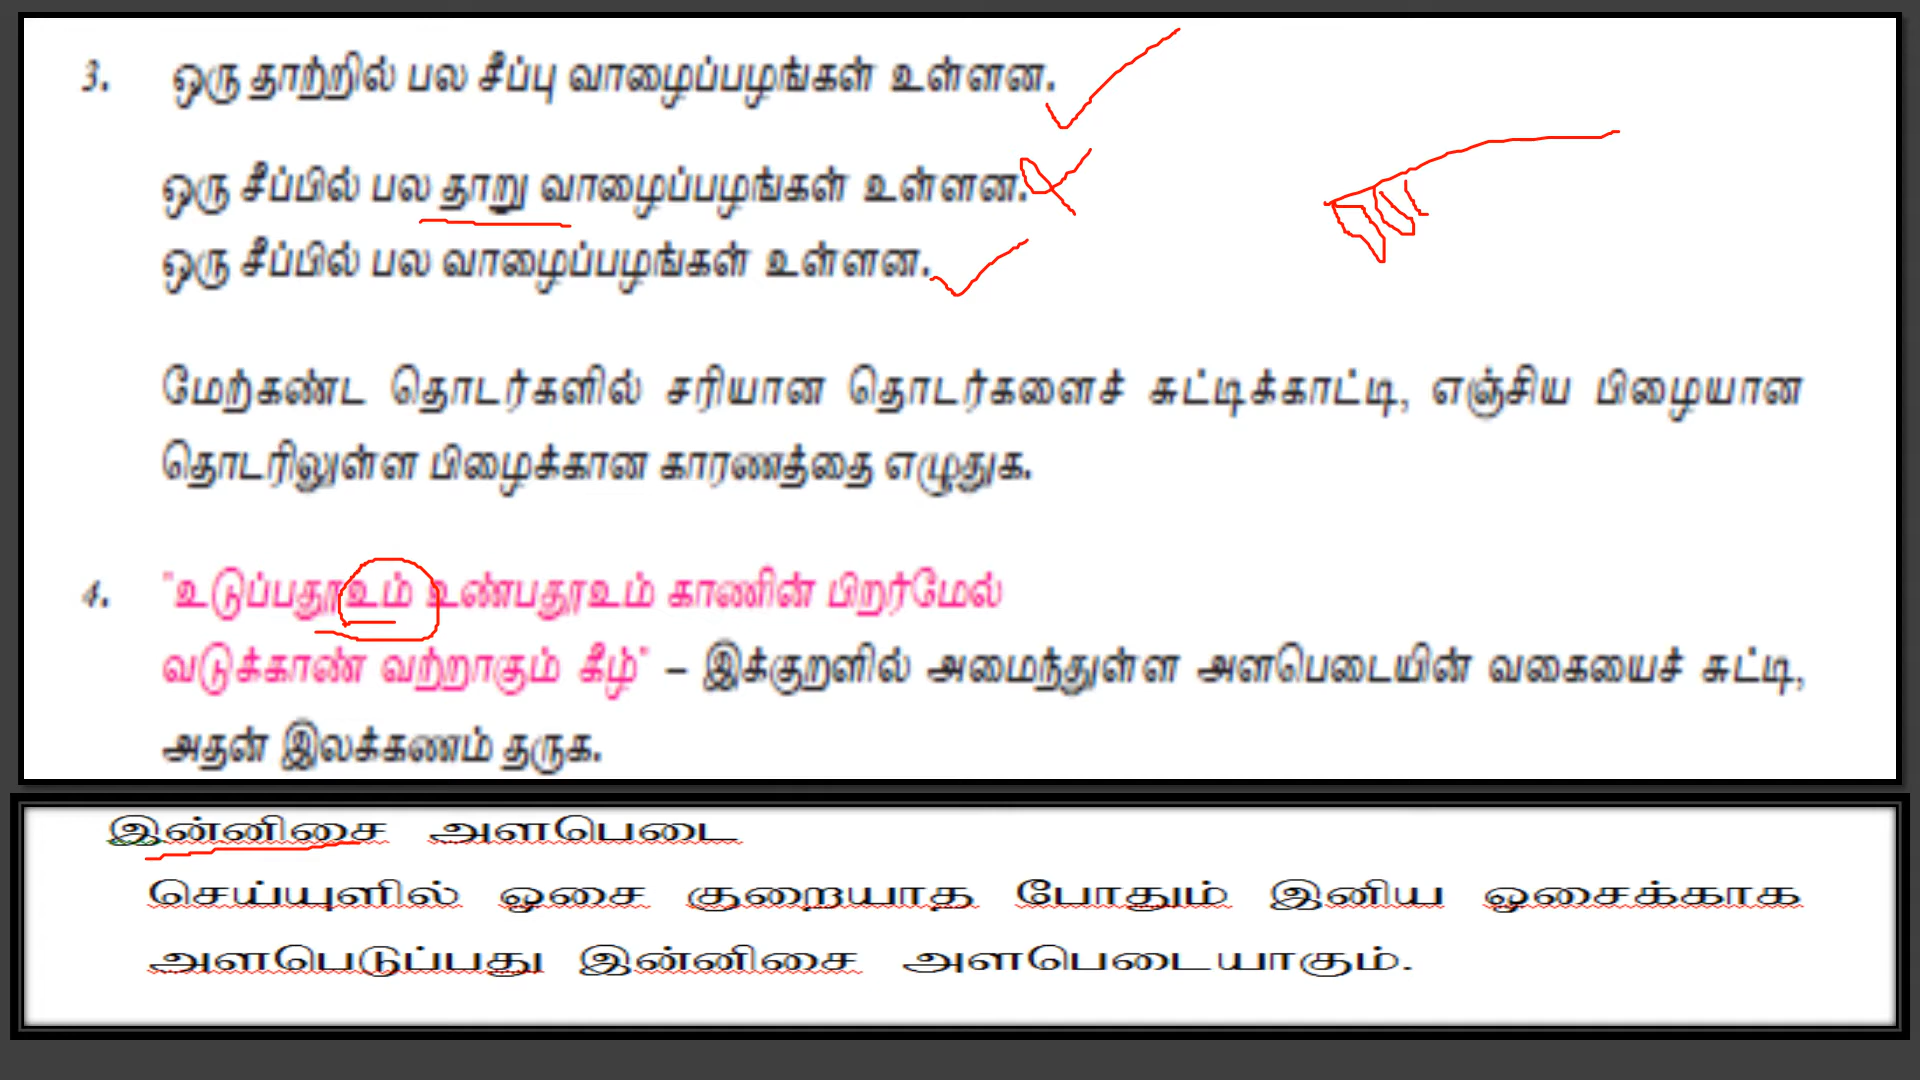 3. ஒரு தாற்றில் பல சீப்பு வாழைப்பழங்கள் உள்ளன.
ஒரு சீப்பில் பல தாறு வாழைப்பழங்கள் உள்ளன.
ஒரு சீப்பில் பல வாழைப்பழங்கள் உள்ளன.
மேற்கண்ட தொடர்களில் சரியான தொடர்களைச் சுட்டிக்காட்டி, எஞ்சிய பிழையான
தொடரிலுள்ள பிழைக்கான காரணத்தை எழுதுக.
4. "உடுப்பதூஉம் உண்பதூஉம் காணின் பிறர்மேல்
வடுக்காண் வற்றாகும் கீழ்" – இக்குறளில் அமைந்துள்ள அளபெடையின் வகையைச் சுட்டி,
அதன் இலக்கணம் தருக.
இன்னிசை அளபெடை
செய்யுளில் ஓசை குறையாத போதும் இனிய ஓசைக்காக
அளபெடுப்பது இன்னிசை அளபெடையாகும்.